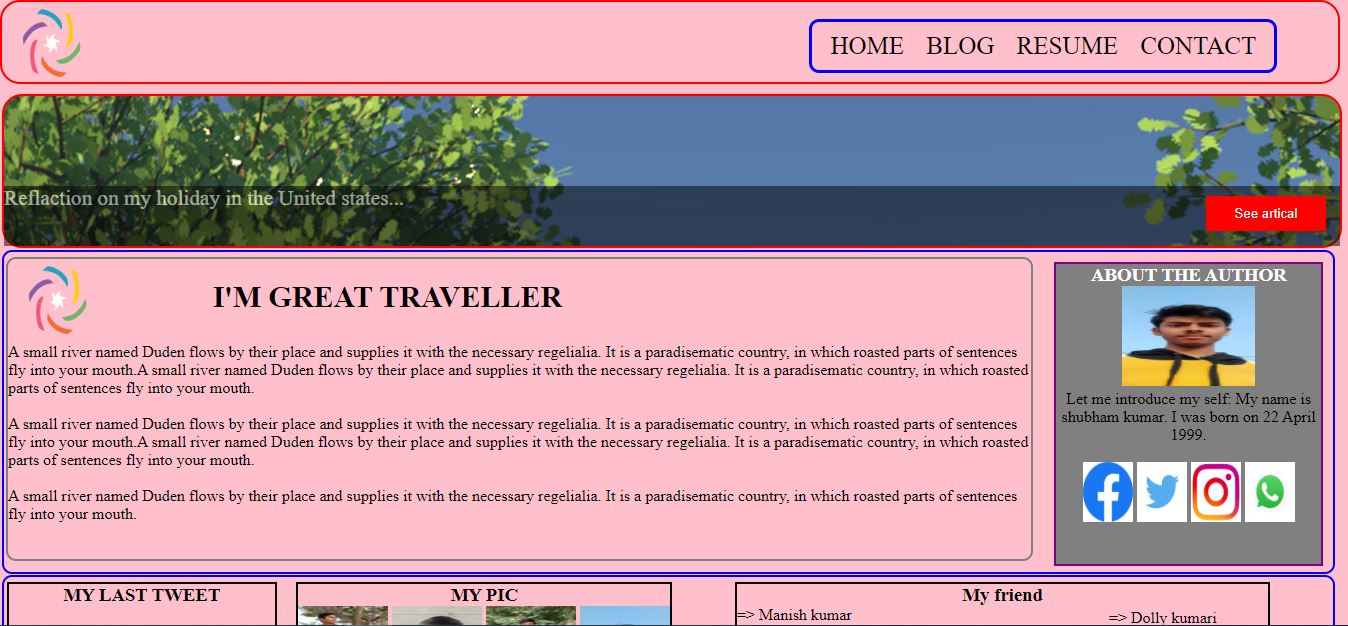 HOME BLOG RESUME CONTACT
Reflaction on my holiday in the United states...
See artical
I'M GREAT TRAVELLER
A small river named Duden flows by their place and supplies it with the necessary regelialia. It is a paradisematic country, in which roasted parts of sentences
fly into your mouth.A small river named Duden flows by their place and supplies it with the necessary regelialia. It is a paradisematic country, in which roasted
parts of sentences fly into your mouth.
A small river named Duden flows by their place and supplies it with the necessary regelialia. It is a paradisematic country, in which roasted parts of sentences
fly into your mouth.A small river named Duden flows by their place and supplies it with the necessary regelialia. It is a paradisematic country, in which roasted
parts of sentences fly into your mouth.
A small river named Duden flows by their place and supplies it with the necessary regelialia. It is a paradisematic country, in which roasted parts of sentences
fly into your mouth.
ABOUT THE AUTHOR
Let me introduce my self: My name is
shubham kumar. I was born on 22 April
1999.
MY LAST TWEET
MY PIC
My friend
=> Manish kumar
=> Dolly kumari